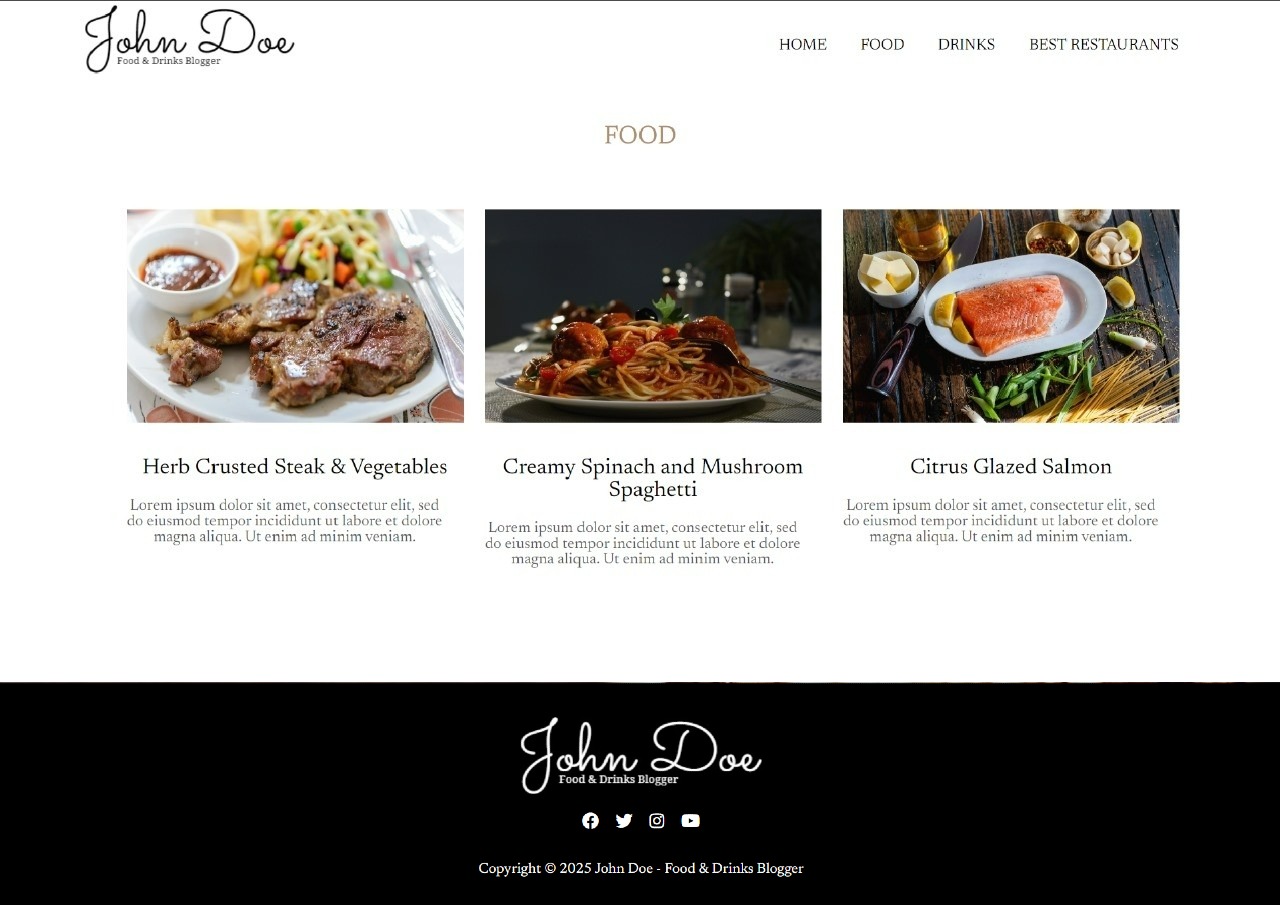 John Doe
Food & Drinks Blogger
HOME FOOD DRINKS BEST RESTAURANTS
FOOD
Herb Crusted Steak & Vegetables
Lorem ipsum dolor sit amet, consectetur elit, sed
do eiusmod tempor incididunt ut labore et dolore
magna aliqua. Ut enim ad minim veniam.
Creamy Spinach and Mushroom
Spaghetti
Lorem ipsum dolor sit amet, consectetur elit, sed
do eiusmod tempor incididunt ut labore et dolore
magna aliqua. Ut enim ad minim veniam.
Citrus Glazed Salmon
Lorem ipsum dolor sit amet, consectetur elit, sed
do eiusmod tempor incididunt ut labore et dolore
magna aliqua. Ut enim ad minim veniam.
John Doe
Food & Drinks Blogger
Copyright © 2025 John Doe - Food & Drinks Blogger